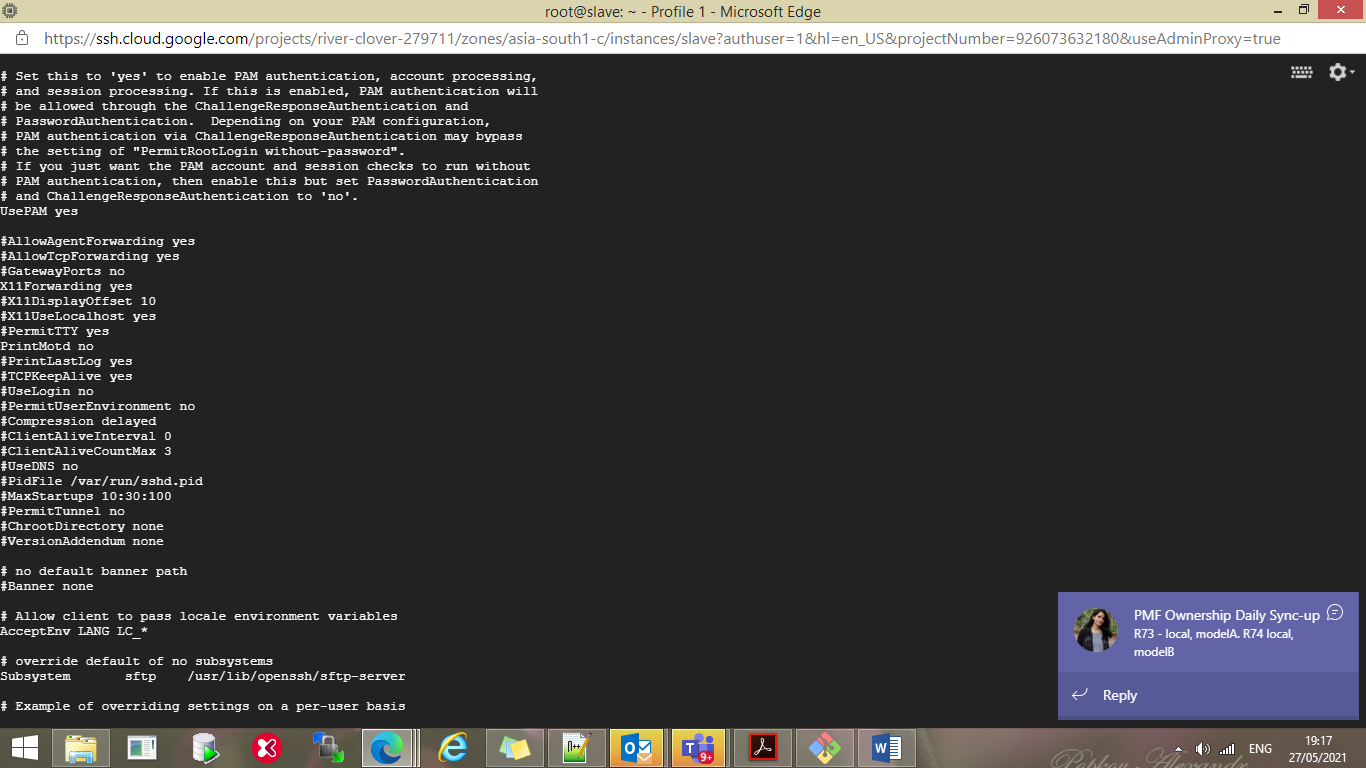 root@slave: ~ - Profile 1 - Microsoft Edge
https://ssh.cloud.google.com/projects/river-clover-279711/zones/asia-south1-c/instances/slave?authuser=1&hl=en_US&projectNumber=926073632180&useAdminProxy=true
# Set this to 'yes' to enable PAM authentication, account processing,
# and session processing. If this is enabled, PAM authentication will
# be allowed through the ChallengeResponseAuthentication and
# PasswordAuthentication.  Depending on your PAM configuration,
# PAM authentication via ChallengeResponseAuthentication may bypass
# the setting of "PermitRootLogin without-password".
# If you just want the PAM account and session checks to run without
# PAM authentication, then enable this but set PasswordAuthentication
# and ChallengeResponseAuthentication to 'no'.
UsePAM yes
#AllowAgentForwarding yes
#AllowTcpForwarding yes
#GatewayPorts no
X11Forwarding yes
#X11DisplayOffset 10
#X11UseLocalhost yes
#PermitTTY yes
PrintMotd no
#PrintLastLog yes
#TCPKeepAlive yes
#UseLogin no
#PermitUserEnvironment no
#Compression delayed
#ClientAliveInterval 0
#ClientAliveCountMax 3
#UseDNS no
#PidFile /var/run/sshd.pid
#MaxStartups 10:30:100
#PermitTunnel no
#ChrootDirectory none
#VersionAddendum none
# no default banner path
#Banner none
# Allow client to pass locale environment variables
AcceptEnv LANG LC_*
# override default of no subsystems
Subsystem       sftp    /usr/lib/openssh/sftp-server
# Example of overriding settings on a per-user basis
PMF Ownership Daily Sync-up
R73 - local, modelA. R74 local,
modelB
Reply
9+
ENG
19:17
27/05/2021